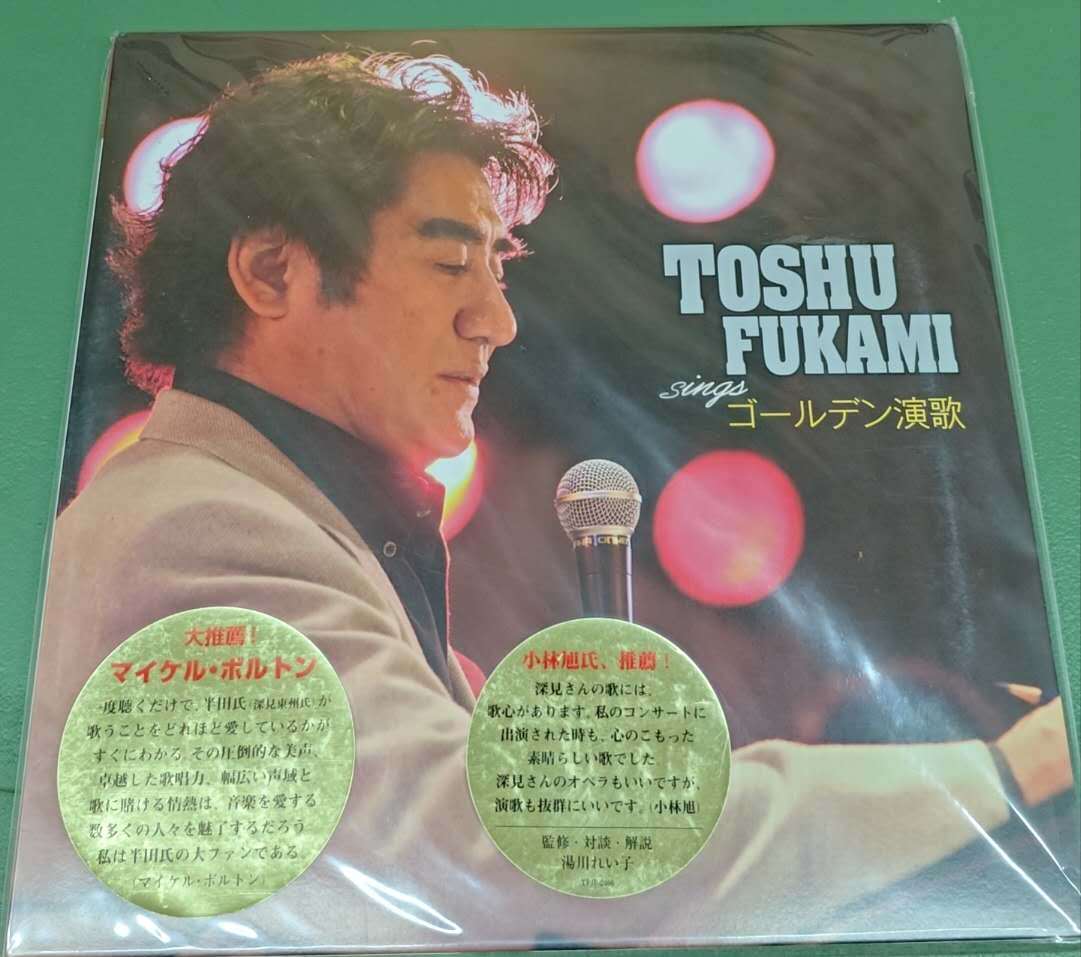 TOSHU
FUKAMI
sings
ゴールデン演歌
大推薦!
マイケル・ボルトン
一度聴くだけで、半田氏(深見東州氏)が
歌うことをどれほど愛しているかが
すぐにわかる。その圧倒的な美声、
卓越した歌唱力、幅広い声域と
歌に賭ける情熱は、音楽を愛する
数多くの人々を魅了するだろう
私は半田氏の大ファンである。
(マイケル・ボルトン)
小林旭氏、推薦!
深見さんの歌には、
歌心があります。私のコンサートに
出演された時も、心のこもった
素晴らしい歌でした
深見さんのオペラもいいですが、
演歌も抜群にいいです。(小林旭)
監修・対談・解説
湯川れい子